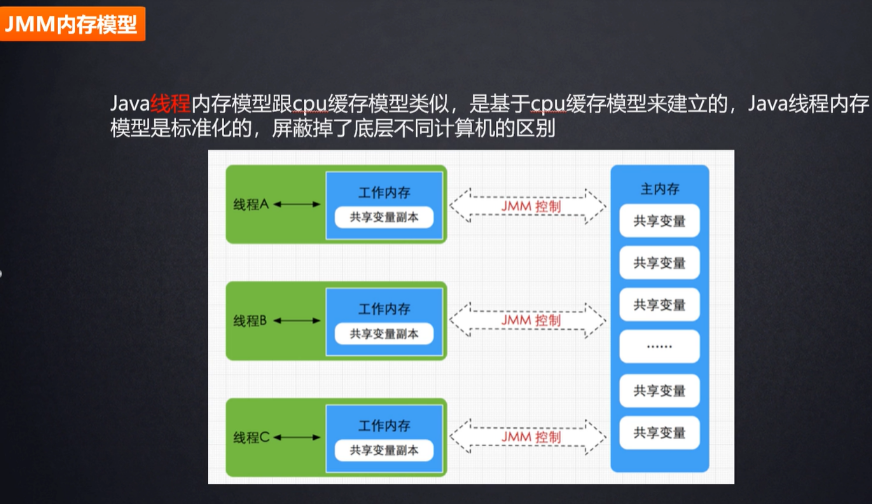 JMM内存模型
Java线程内存模型跟cpu缓存模型类似，是基于cpu缓存模型来建立的，Java线程内存
模型是标准化的，屏蔽掉了底层不同计算机的区别
线程A
工作内存
共享变量副本
JMM 控制
主内存
共享变量
共享变量
共享变量
......
共享变量
共享变量
线程B
工作内存
共享变量副本
JMM 控制
线程C
工作内存
共享变量副本
JMM 控制